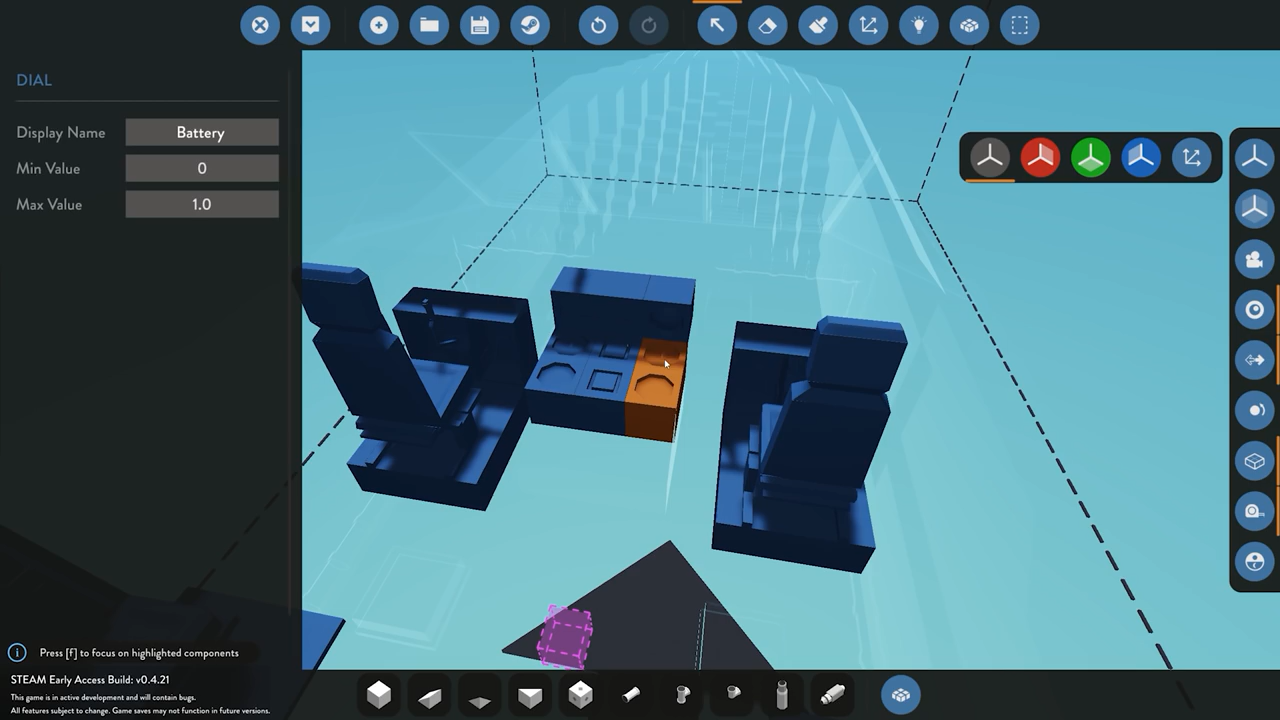 DIAL
Display Name Battery
Min Value 0
Max Value 1.0
Press [f] to focus on highlighted components
STEAM Early Access Build: v0.4.21
This game is in active development and will contain bugs.
All features subject to change. Game saves may not function in future versions.